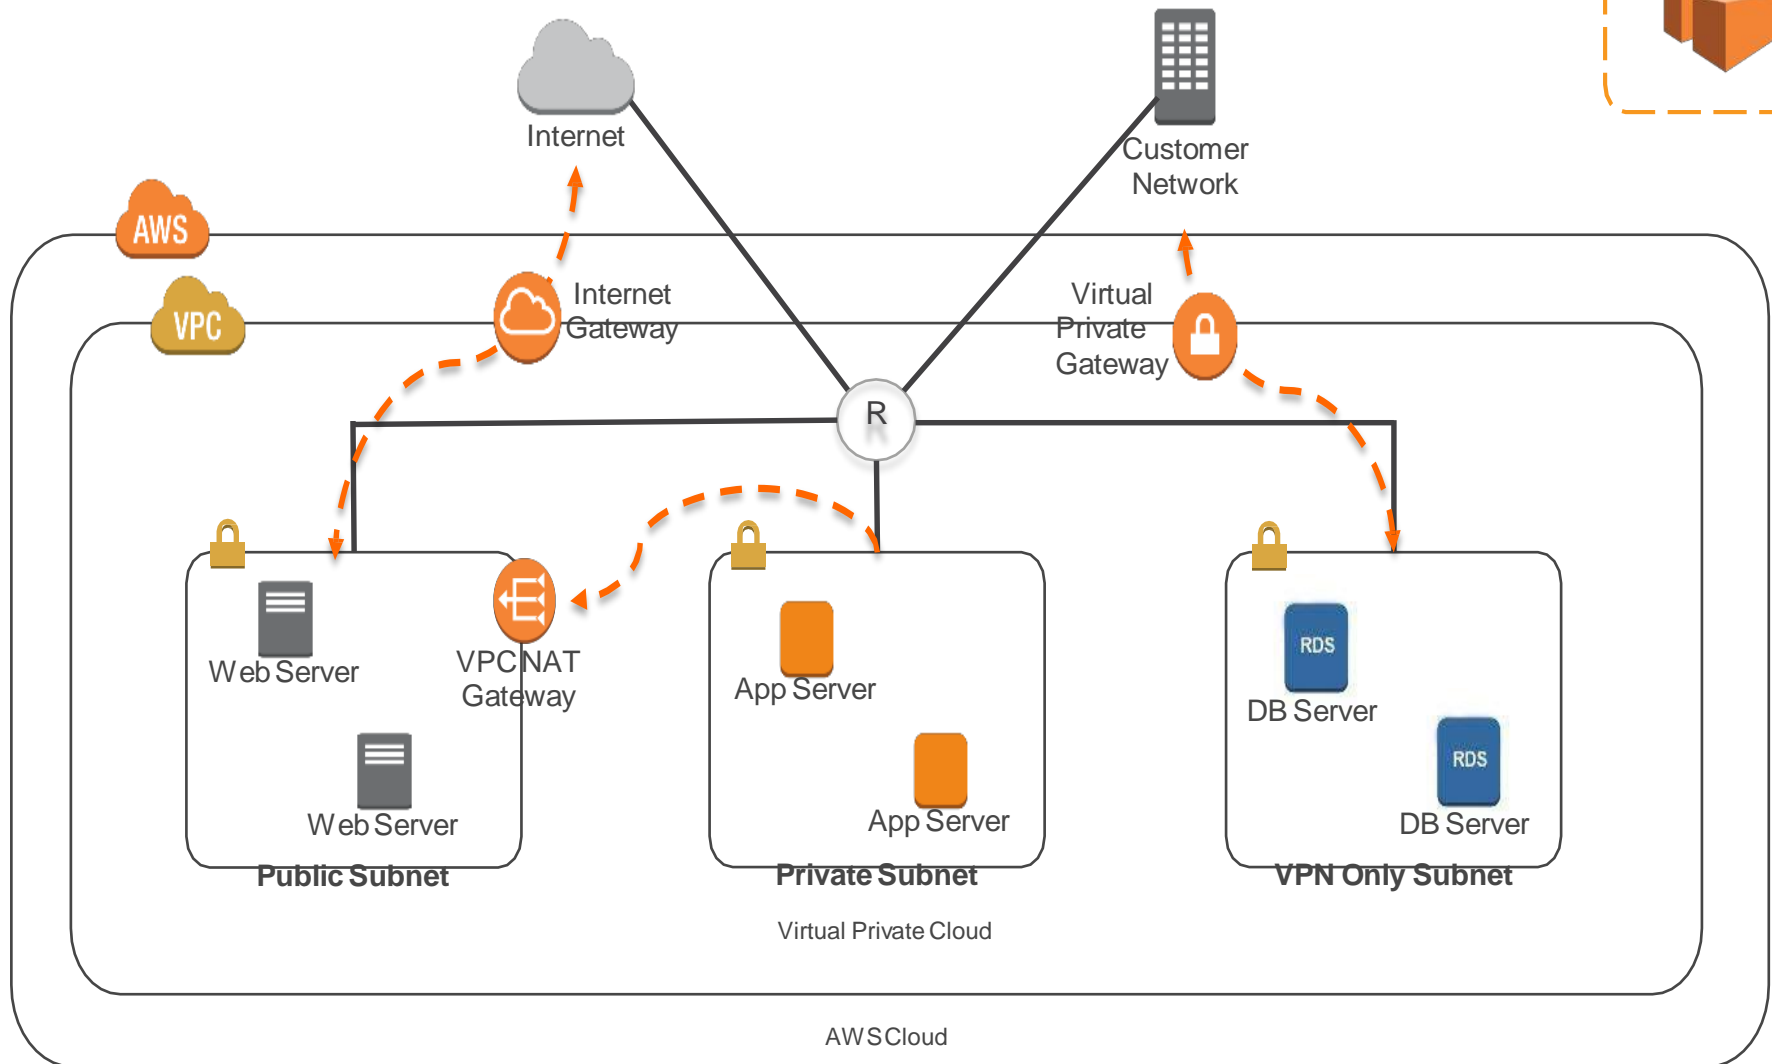 Internet
Customer
Network
AWS
VPC
Internet
Gateway
Virtual
Private
Gateway
R
Web Server
VPC NAT
Gateway
Web Server
Public Subnet
App Server
App Server
Private Subnet
RDS
DB Server
RDS
DB Server
VPN Only Subnet
Virtual Private Cloud
AWS Cloud